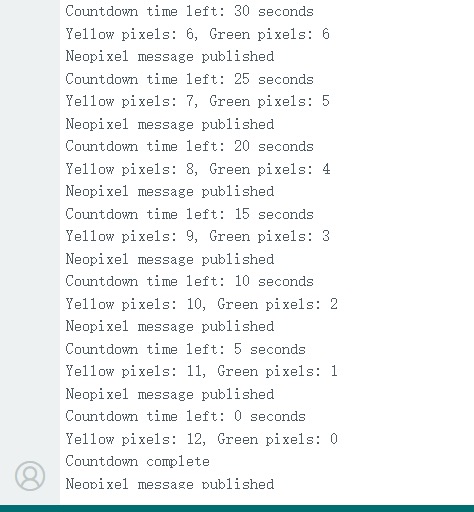 Countdown time left: 30 seconds
Yellow pixels: 6, Green pixels: 6
Neopixel message published
Countdown time left: 25 seconds
Yellow pixels: 7, Green pixels: 5
Neopixel message published
Countdown time left: 20 seconds
Yellow pixels: 8, Green pixels: 4
Neopixel message published
Countdown time left: 15 seconds
Yellow pixels: 9, Green pixels: 3
Neopixel message published
Countdown time left: 10 seconds
Yellow pixels: 10, Green pixels: 2
Neopixel message published
Countdown time left: 5 seconds
Yellow pixels: 11, Green pixels: 1
Neopixel message published
Countdown time left: 0 seconds
Yellow pixels: 12, Green pixels: 0
Countdown complete
Neopixel message published